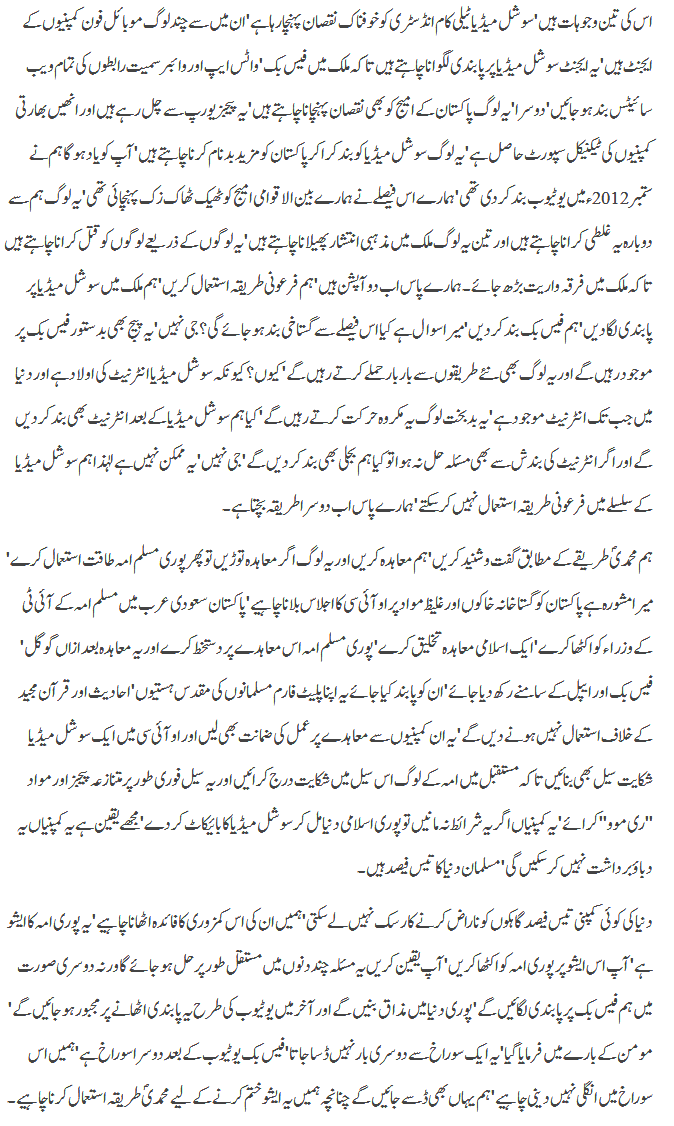 اس کی تین وجوہات ہیں' سوشل میڈیا ٹیلی کام انڈسٹری کو خوفناک نقصان پہنچا رہا ہے' ان میں سے چند لوگ موبائل فون کمپنیوں کے
ایجنٹ ہیں' یہ ایجنٹ سوشل میڈیا پر پابندی لگوانا چاہتے ہیں تاکہ ملک میں فیس بک' واٹس ایپ اور وائبر سمیت رابطوں کی تمام ویب
سائیٹس بند ہو جائیں' دوسرا' یہ لوگ پاکستان کے امیج کو بھی نقصان پہنچانا چاہتے ہیں' یہ پیجز یورپ سے چل رہے ہیں اور انھیں بھارتی
کمپنیوں کی ٹیکنیکل سپورٹ حاصل ہے' یہ لوگ سوشل میڈیا کو بند کرا کر پاکستان کو مزید بدنام کرنا چاہتے ہیں' آپ کو یاد ہو گا ہم نے
ستمبر 2012ء میں یوٹیوب بند کر دی تھی' ہمارے اس فیصلے نے ہمارے بین الاقوامی امیج کو ٹھیک ٹھاک زک پہنچائی تھی' یہ لوگ ہم سے
دوبارہ یہ غلطی کرانا چاہتے ہیں اور تین یہ لوگ ملک میں مذہبی انتشار پھیلانا چاہتے ہیں' یہ لوگوں کے ذریعے لوگوں کو قتل کرانا چاہتے ہیں
تاکہ ملک میں فرقہ واریت بڑھ جائے۔ ہمارے پاس اب دو آپشن ہیں' ہم فرعونی طریقہ استعمال کریں' ہم ملک میں سوشل میڈیا پر
پابندی لگا دیں' ہم فیس بک بند کر دیں' میرا سوال ہے کیا اس فیصلے سے گستاخی بند ہو جائے گی؟ جی نہیں' یہ پیج بھی بدستور فیس بک پر
موجود رہیں گے اور یہ لوگ بھی نئے طریقوں سے بار بار حملے کرتے رہیں گے' کیوں؟ کیونکہ سوشل میڈیا انٹرنیٹ کی اولاد ہے اور دنیا
میں جب تک انٹرنیٹ موجود ہے' یہ بدبخت لوگ یہ مکروہ حرکت کرتے رہیں گے' کیا ہم سوشل میڈیا کے بعد انٹرنیٹ بھی بند کر دیں
گے اور اگر انٹرنیٹ کی بندش سے بھی مسئلہ حل نہ ہوا تو کیا ہم بجلی بھی بند کر دیں گے' جی نہیں' یہ ممکن نہیں ہے لہٰذا ہم سوشل میڈیا
کے سلسلے میں فرعونی طریقہ استعمال نہیں کر سکتے' ہمارے پاس اب دوسرا طریقہ بچتا ہے۔
ہم محمدیؐ طریقے کے مطابق گفت و شنید کریں' ہم معاہدہ کریں اور یہ لوگ اگر معاہدہ توڑیں تو پھر پوری مسلم امہ طاقت استعمال کرے'
میرا مشورہ ہے پاکستان کو گستاخانہ خاکوں اور غلیظ مواد پر او آئی سی کا اجلاس بلانا چاہیے' پاکستان سعودی عرب میں مسلم امہ کے آئی ٹی
کے وزراء کو اکٹھا کرے' ایک اسلامی معاہدہ تخلیق کرے' پوری مسلم امہ اس معاہدے پر دستخط کرے اور یہ معاہدہ بعد ازاں گوگل'
فیس بک اور ایپل کے سامنے رکھ دیا جائے' ان کو پابند کیا جائے یہ اپنا پلیٹ فارم مسلمانوں کی مقدس ہستیوں' احادیث اور قرآن مجید
کے خلاف استعمال نہیں ہونے دیں گے' یہ ان کمپنیوں سے معاہدے پر عمل کی ضمانت بھی لیں اور او آئی سی میں ایک سوشل میڈیا
شکایت سیل بھی بنائیں تاکہ مستقبل میں امہ کے لوگ اس سیل میں شکایت درج کرائیں اور یہ سیل فوری طور پر متنازعہ پیجز اور مواد
"ری موو" کرائے' یہ کمپنیاں اگر یہ شرائط نہ مانیں تو پوری اسلامی دنیا مل کر سوشل میڈیا کا بائیکاٹ کر دے' مجھے یقین ہے یہ کمپنیاں یہ
دباؤ برداشت نہیں کر سکیں گی' مسلمان دنیا کا تیس فیصد ہیں۔
دنیا کی کوئی کمپنی تیس فیصد گاہکوں کو ناراض کرنے کا رسک نہیں لے سکتی' ہمیں ان کی اس کمزوری کا فائدہ اٹھانا چاہیے' یہ پوری امہ کا ایشو
ہے' آپ اس ایشو پر پوری امہ کو اکٹھا کریں' آپ یقین کریں یہ مسئلہ چند دنوں میں مستقل طور پر حل ہو جائے گا ورنہ دوسری صورت
میں ہم فیس بک پر پابندی لگائیں گے' پوری دنیا میں مذاق بنیں گے اور آخر میں یوٹیوب کی طرح یہ پابندی اٹھانے پر مجبور ہو جائیں گے'
مومن کے بارے میں فرمایا گیا' یہ ایک سوراخ سے دوسری بار نہیں ڈسا جاتا' فیس بک یوٹیوب کے بعد دوسرا سوراخ ہے' ہمیں اس
سوراخ میں انگلی نہیں دینی چاہیے' ہم یہاں بھی ڈسے جائیں گے چنانچہ ہمیں یہ ایشو ختم کرنے کے لیے محمدیؐ طریقہ استعمال کرنا چاہیے۔